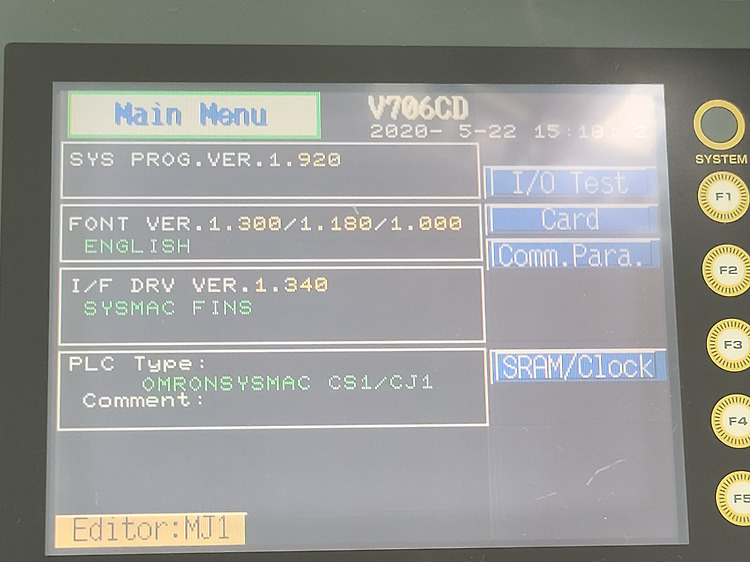 Main Menu
V706CD
2020- 5-22 15:18: 2
SYSTEM
SYS PROG.VER.1.920
I/O Test
F1
FONT VER.1.300/1.180/1.000
ENGLISH
Card
Comm.Para.
F2
I/F DRV VER.1.340
SYSMAC FINS
F3
PLC Type:
OMRONSYSMAC CS1/CJ1
Comment:
SRAM/Clock
F4
F5
Editor:MJ1